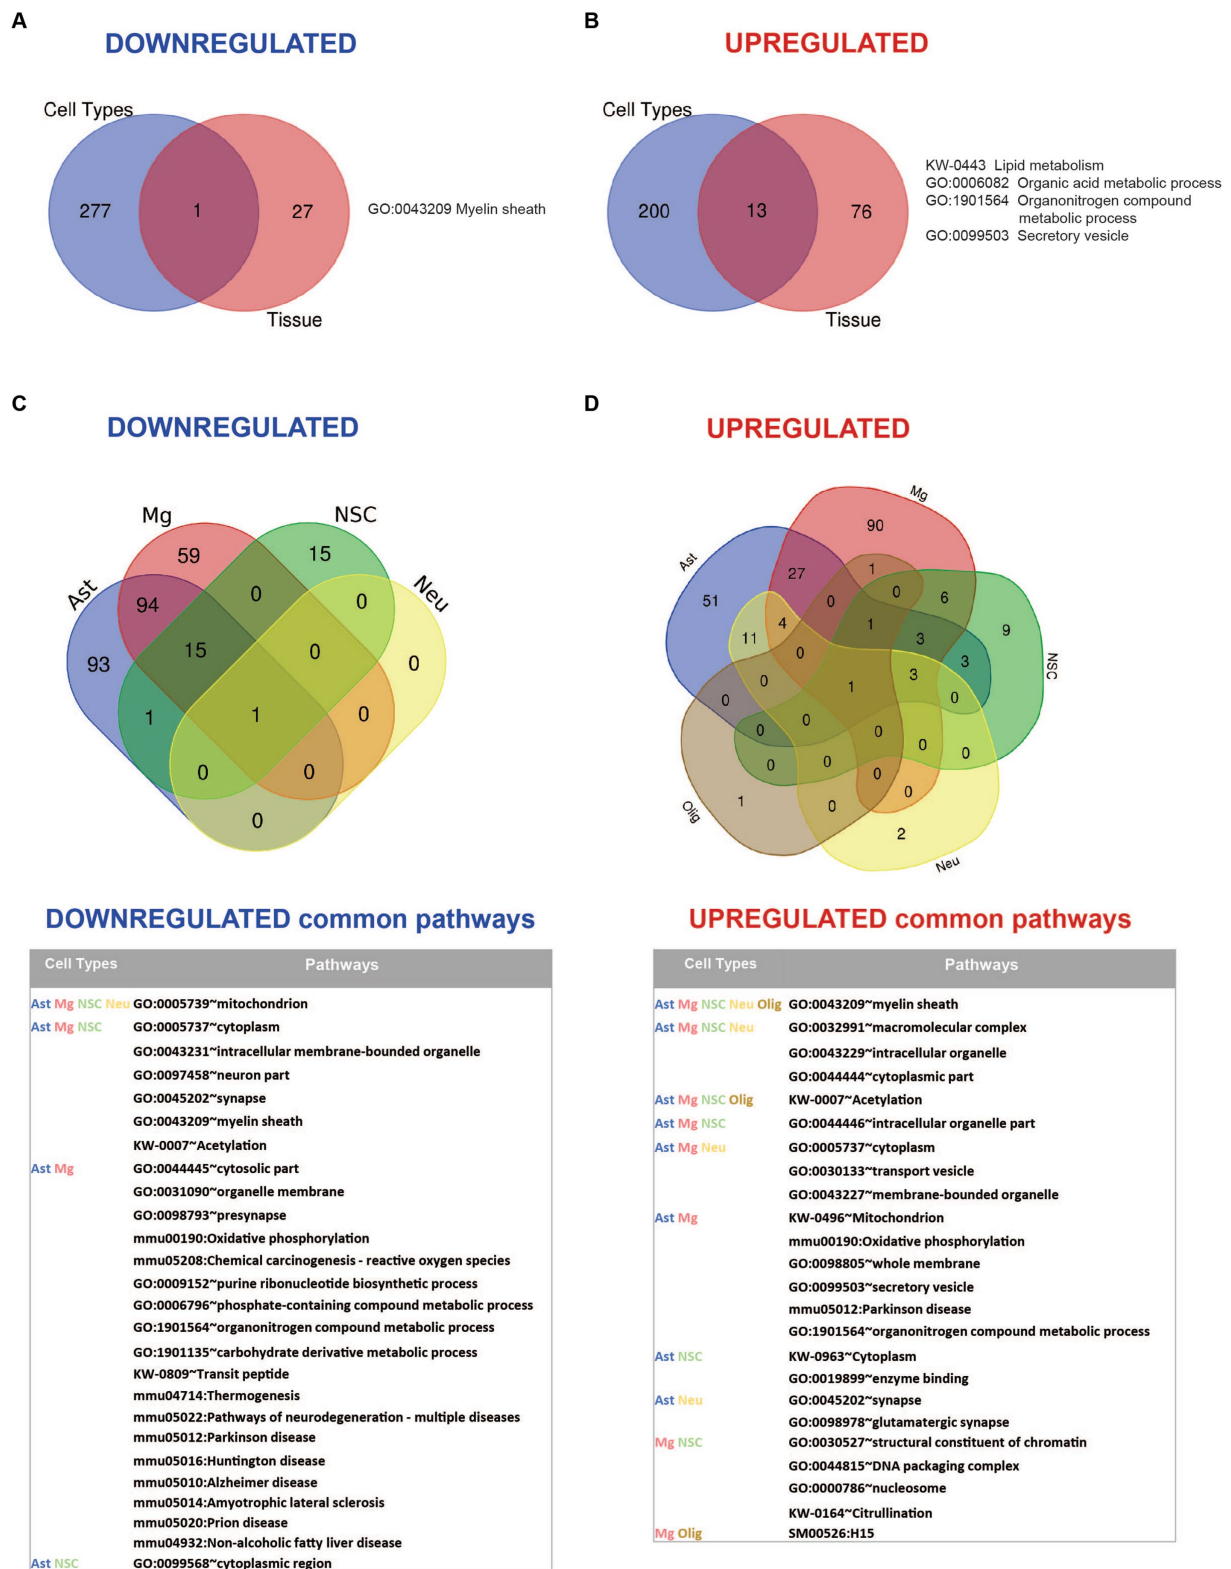 A
DOWNREGULATED
Cell Types
277
1
27
GO:0043209 Myelin sheath
Tissue
B
UPREGULATED
Cell Types
200
13
76
KW-0443 Lipid metabolism
GO:0006082 Organic acid metabolic process
GO:1901564 Organonitrogen compound
metabolic process
GO:0099503 Secretory vesicle
Tissue
C
DOWNREGULATED
Mg
NSC
Ast
Neu
59
15
94
0
0
93
15
0
0
1
1
0
0
0
0
D
UPREGULATED
Mg
90
Ast
27
1
0
6
51
0
9
11
4
1
3
3
NSC
0
0
1
3
0
0
0
0
0
0
0
0
0
0
0
1
0
0
0
Olig
2
Neu
DOWNREGULATED common pathways
Cell Types Pathways
Ast Mg NSC Neu GO:0005739~mitochondrion
Ast Mg NSC GO:0005737~cytoplasm
GO:0043231~intracellular membrane-bounded organelle
GO:0097458~neuron part
GO:0045202~synapse
GO:0043209~myelin sheath
KW-0007~Acetylation
Ast Mg GO:0044445~cytosolic part
GO:0031090~organelle membrane
GO:0098793~presynapse
mmu00190:Oxidative phosphorylation
mmu05208:Chemical carcinogenesis - reactive oxygen species
GO:0009152~purine ribonucleotide biosynthetic process
GO:0006796~phosphate-containing compound metabolic process
GO:1901564~organonitrogen compound metabolic process
GO:1901135~carbohydrate derivative metabolic process
KW-0809~Transit peptide
mmu04714:Thermogenesis
mmu05022:Pathways of neurodegeneration - multiple diseases
mmu05012:Parkinson disease
mmu05016:Huntington disease
mmu05010:Alzheimer disease
mmu05014:Amyotrophic lateral sclerosis
mmu05020:Prion disease
mmu04932:Non-alcoholic fatty liver disease
Ast NSC GO:0099568~cytoplasmic region
UPREGULATED common pathways
Cell Types Pathways
Ast Mg NSC Neu Olig GO:0043209~myelin sheath
Ast Mg NSC Neu GO:0032991~macromolecular complex
GO:0043229~intracellular organelle
GO:0044444~cytoplasmic part
Ast Mg NSC Olig KW-0007~Acetylation
Ast Mg NSC GO:0044446~intracellular organelle part
Ast Mg Neu GO:0005737~cytoplasm
GO:0030133~transport vesicle
GO:0043227~membrane-bounded organelle
Ast Mg KW-0496~Mitochondrion
mmu00190:Oxidative phosphorylation
GO:0098805~whole membrane
GO:0099503~secretory vesicle
mmu05012:Parkinson disease
GO:1901564~organonitrogen compound metabolic process
Ast NSC KW-0963~Cytoplasm
GO:0019899~enzyme binding
Ast Neu GO:0045202~synapse
GO:0098978~glutamatergic synapse
Mg NSC GO:0030527~structural constituent of chromatin
GO:0044815~DNA packaging complex
GO:0000786~nucleosome
KW-0164~Citrullination
Mg Olig SM00526:H15